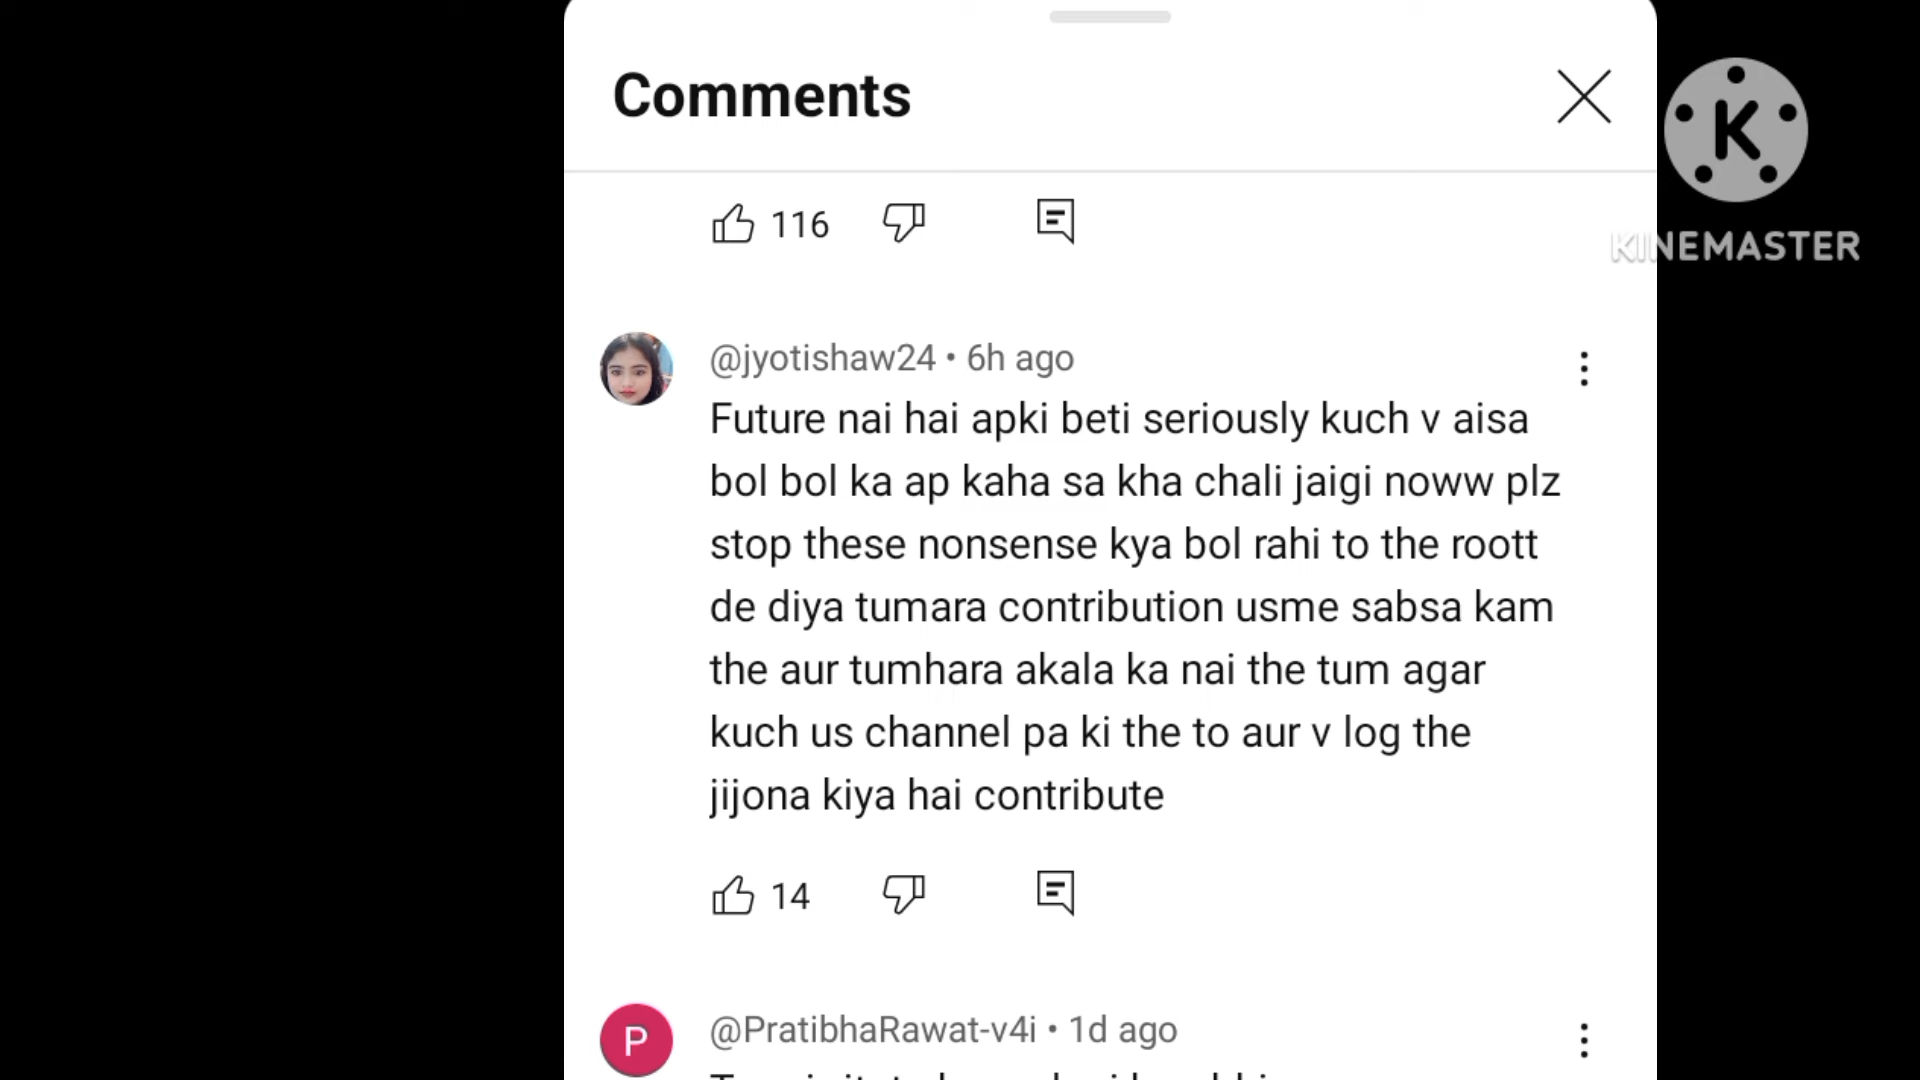 Comments
K
KINEMASTER
116
@jyotishaw24 • 6h ago
Future nai hai apki beti seriously kuch v aisa
bol bol ka ap kaha sa kha chali jaigi noww plz
stop these nonsense kya bol rahi to the roott
de diya tumara contribution usme sabsa kam
the aur tumhara akala ka nai the tum agar
kuch us channel pa ki the to aur v log the
jijona kiya hai contribute
14
P
@PratibhaRawat-v4i • 1d ago